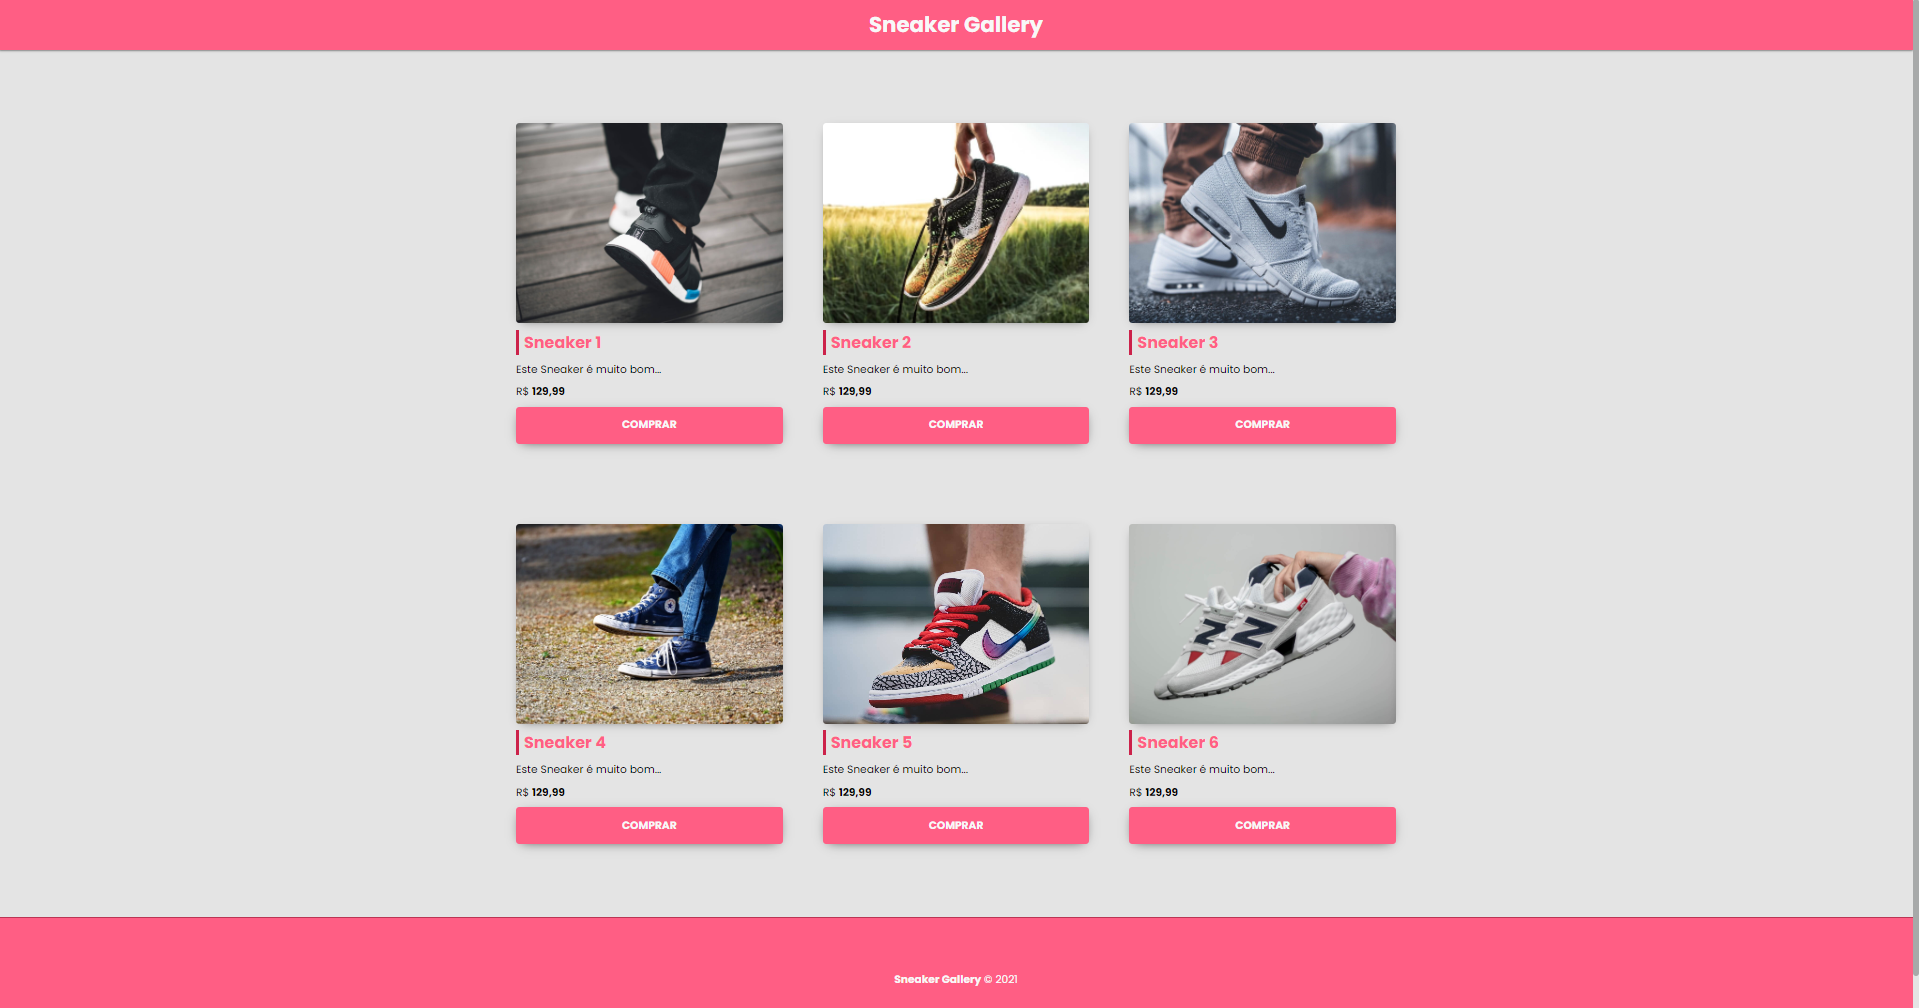 Sneaker Gallery
Sneaker 1
Este Sneaker é muito bom...
R$ 129,99
COMPRAR
Sneaker 2
Este Sneaker é muito bom...
R$ 129,99
COMPRAR
Sneaker 3
Este Sneaker é muito bom...
R$ 129,99
COMPRAR
Sneaker 4
Este Sneaker é muito bom...
R$ 129,99
COMPRAR
Sneaker 5
Este Sneaker é muito bom...
R$ 129,99
COMPRAR
Sneaker 6
Este Sneaker é muito bom...
R$ 129,99
COMPRAR
Sneaker Gallery © 2021